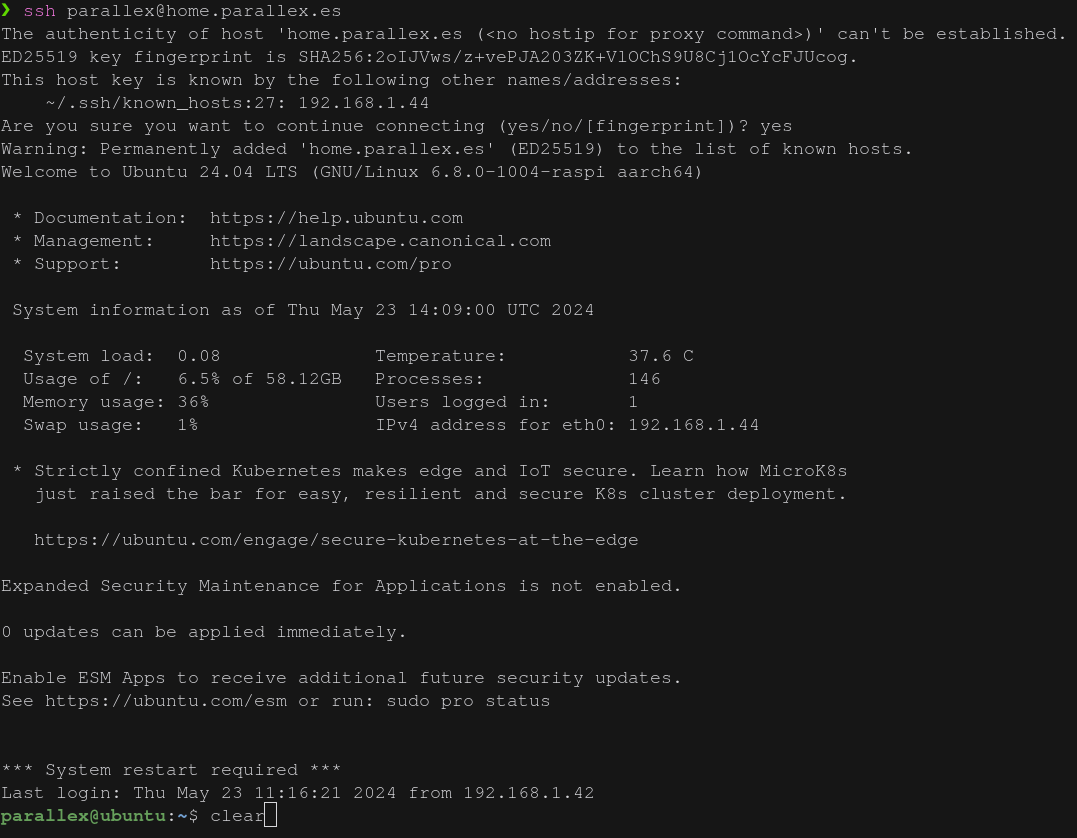 ❯ ssh parallex@home.parallex.es
The authenticity of host 'home.parallex.es (<no hostip for proxy command>)' can't be established.
ED25519 key fingerprint is SHA256:2oIJVws/z+vePJA203ZK+VlOChS9U8Cj1OcYcFJUcog.
This host key is known by the following other names/addresses:
    ~/.ssh/known_hosts:27: 192.168.1.44
Are you sure you want to continue connecting (yes/no/[fingerprint])? yes
Warning: Permanently added 'home.parallex.es' (ED25519) to the list of known hosts.
Welcome to Ubuntu 24.04 LTS (GNU/Linux 6.8.0-1004-raspi aarch64)

 * Documentation:  https://help.ubuntu.com
 * Management:     https://landscape.canonical.com
 * Support:        https://ubuntu.com/pro

 System information as of Thu May 23 14:09:00 UTC 2024

  System load:  0.08              Temperature:           37.6 C
  Usage of /:   6.5% of 58.12GB   Processes:             146
  Memory usage: 36%               Users logged in:       1
  Swap usage:   1%                IPv4 address for eth0: 192.168.1.44

 * Strictly confined Kubernetes makes edge and IoT secure. Learn how MicroK8s
   just raised the bar for easy, resilient and secure K8s cluster deployment.

   https://ubuntu.com/engage/secure-kubernetes-at-the-edge

Expanded Security Maintenance for Applications is not enabled.

0 updates can be applied immediately.

Enable ESM Apps to receive additional future security updates.
See https://ubuntu.com/esm or run: sudo pro status


*** System restart required ***
Last login: Thu May 23 11:16:21 2024 from 192.168.1.42
parallex@ubuntu:~$ clear